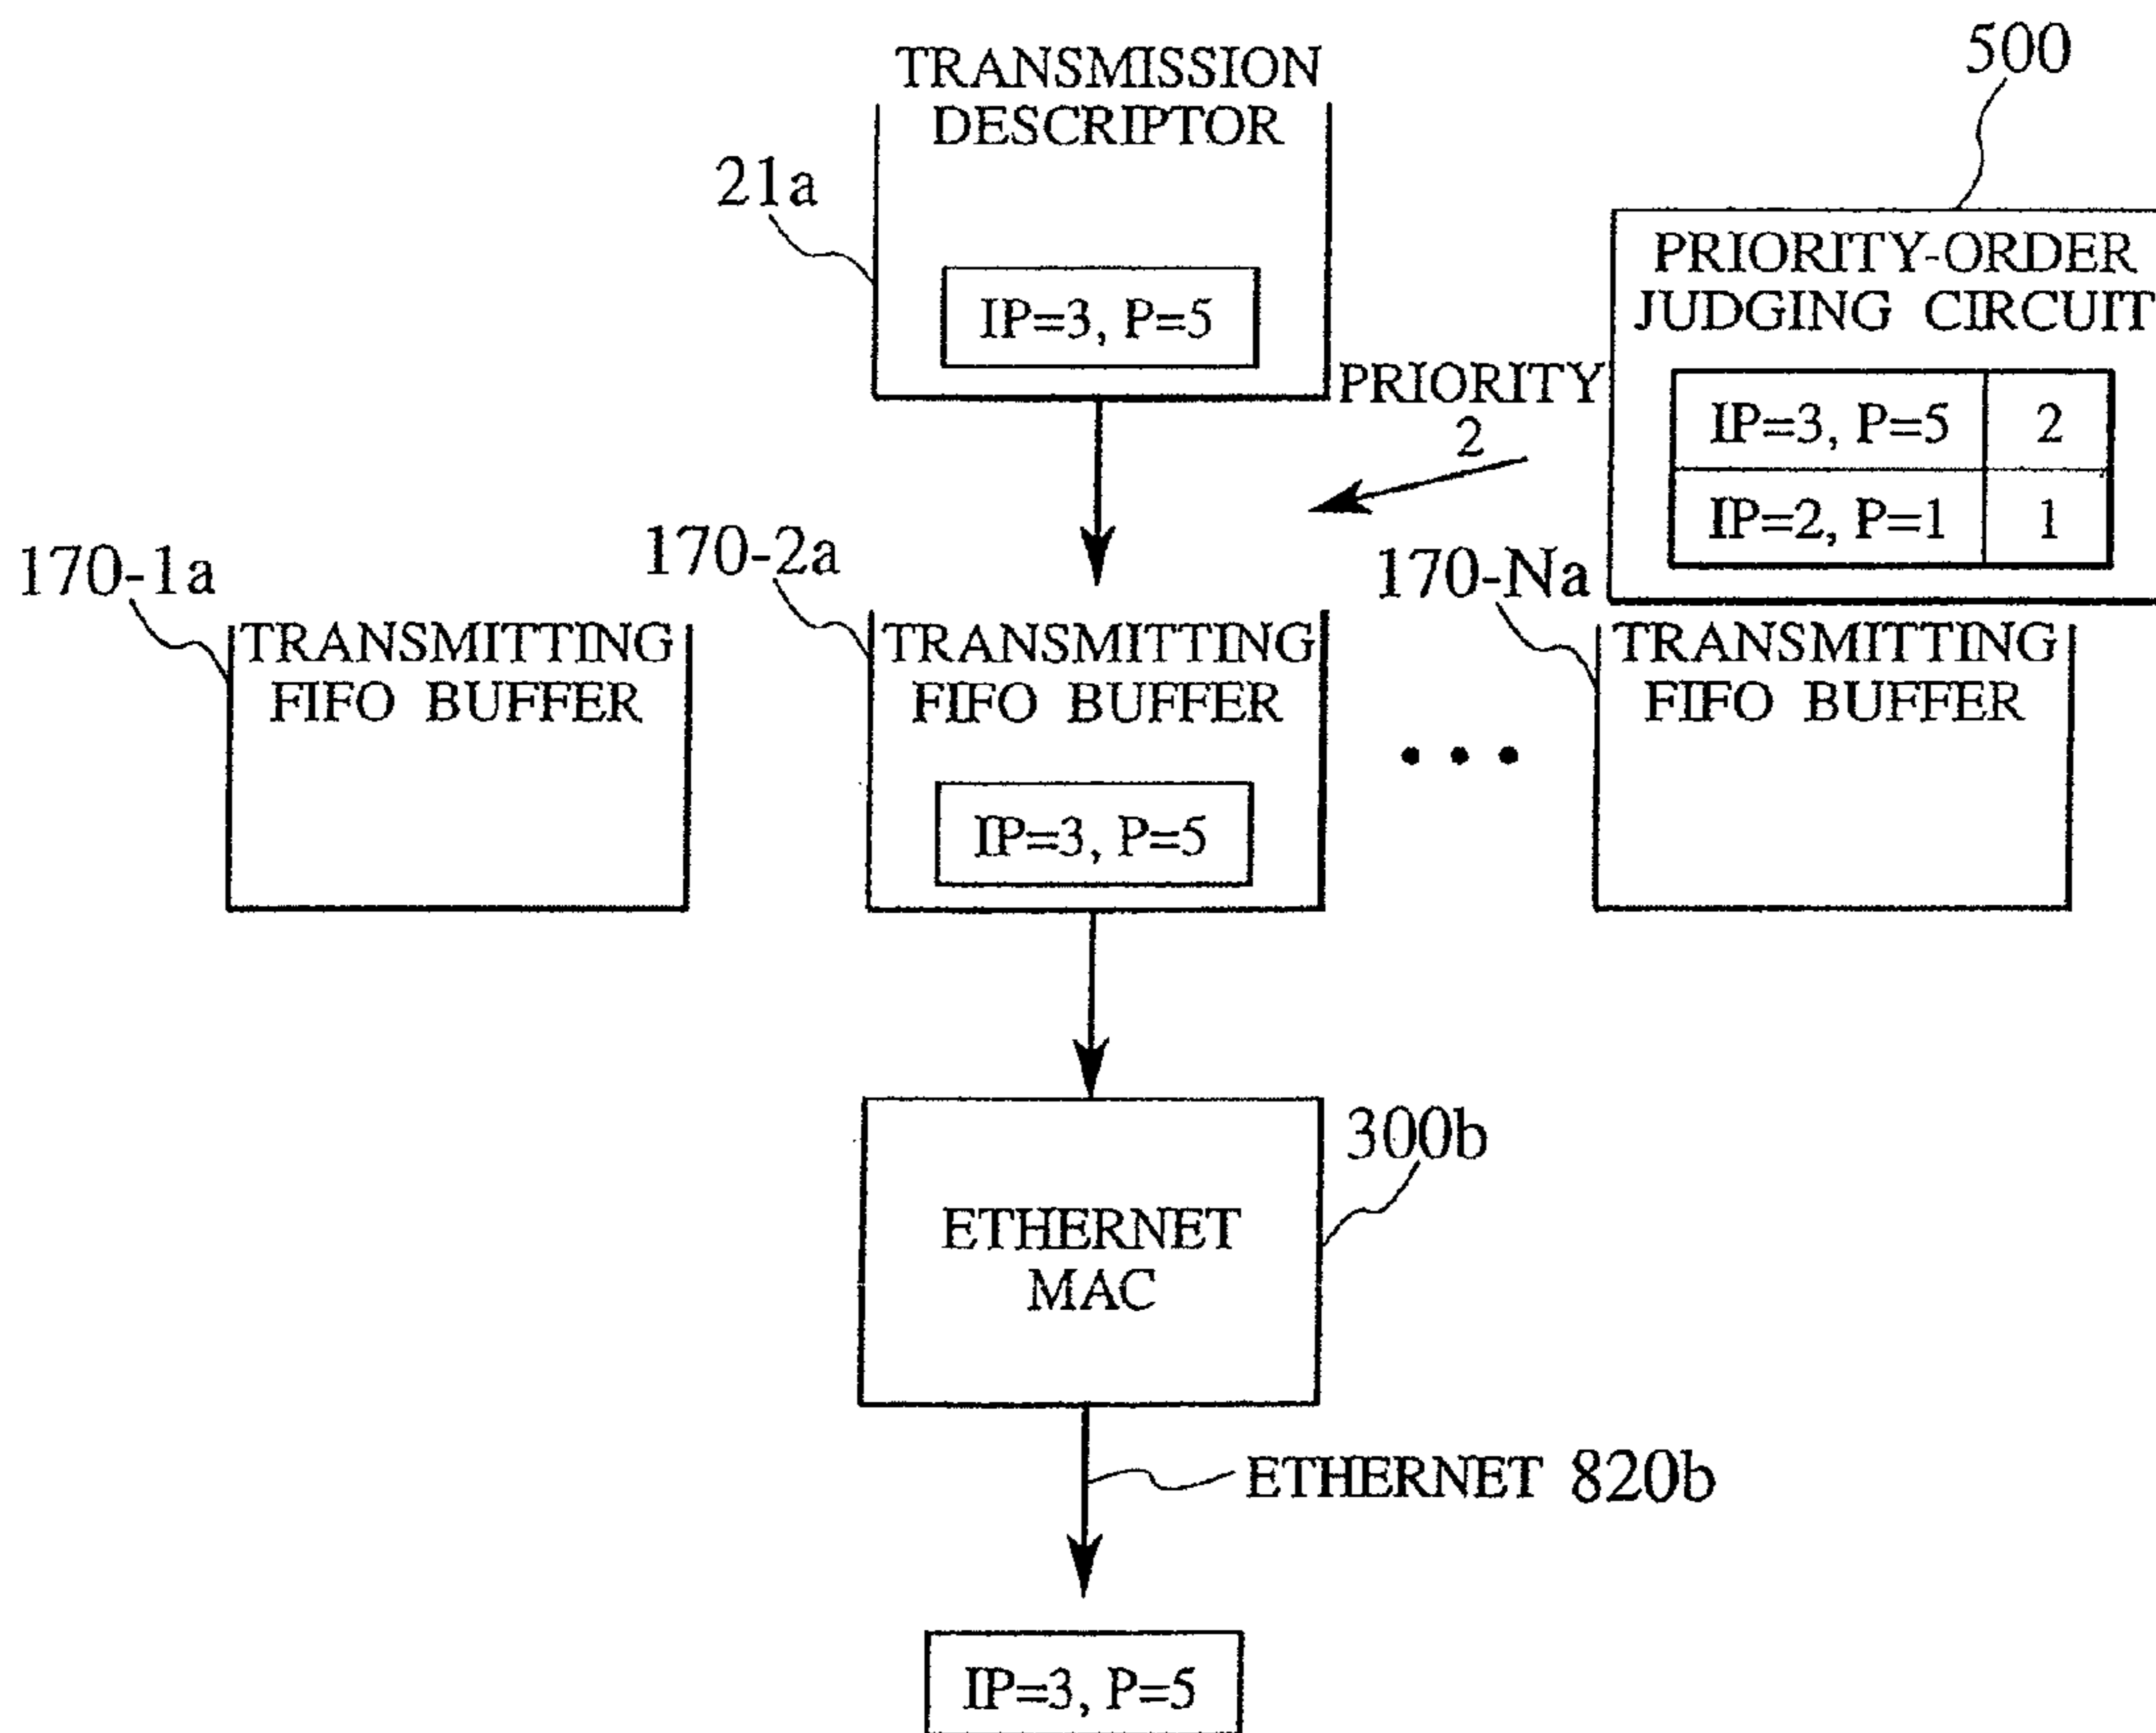 500
TRANSMISSION
DESCRIPTOR
21a
IP=3, P=5
PRIORITY-ORDER
JUDGING CIRCUIT
IP=3, P=5 2
IP=2, P=1 1
PRIORITY
2
170-1a
170-2a
170-Na
TRANSMITTING
FIFO BUFFER
TRANSMITTING
FIFO BUFFER
IP=3, P=5
• • •
TRANSMITTING
FIFO BUFFER
300b
ETHERNET
MAC
ETHERNET 820b
IP=3, P=5